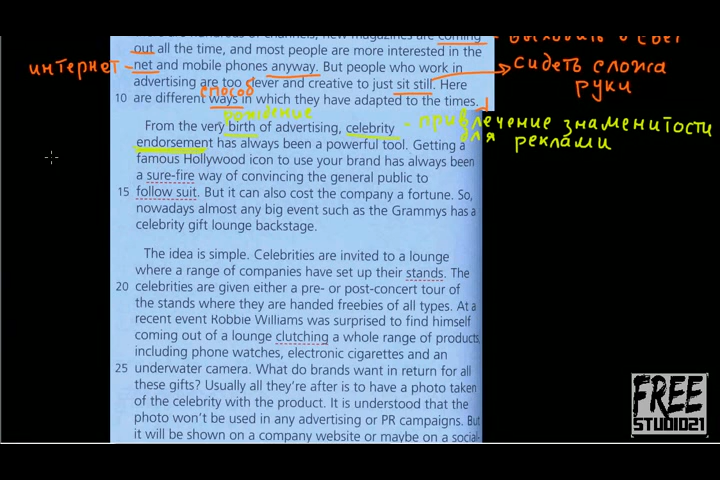 are hundreds of channels, new magazines are coming выходить в свет
out all the time, and most people are more interested in the
интернет - net and mobile phones anyway. But people who work in сидеть сложа
advertising are too clever and creative to just sit still. Here руки
способ
10 are different ways in which they have adapted to the times.
рождение
From the very birth of advertising, celebrity - привлечение знаменитости
endorsement has always been a powerful tool. Getting a для рекламы
famous Hollywood icon to use your brand has always been
a sure-fire way of convincing the general public to
15 follow suit. But it can also cost the company a fortune. So,
nowadays almost any big event such as the Grammys has a
celebrity gift lounge backstage.
The idea is simple. Celebrities are invited to a lounge
where a range of companies have set up their stands. The
20 celebrities are given either a pre- or post-concert tour of
the stands where they are handed freebies of all types. At a
recent event Robbie Williams was surprised to find himself
coming out of a lounge clutching a whole range of products,
including phone watches, electronic cigarettes and an
25 underwater camera. What do brands want in return for all
these gifts? Usually all they're after is to have a photo taken
of the celebrity with the product. It is understood that the
photo won't be used in any advertising or PR campaigns. But
it will be shown on a company website or maybe on a social-
FREE
STUDIO21